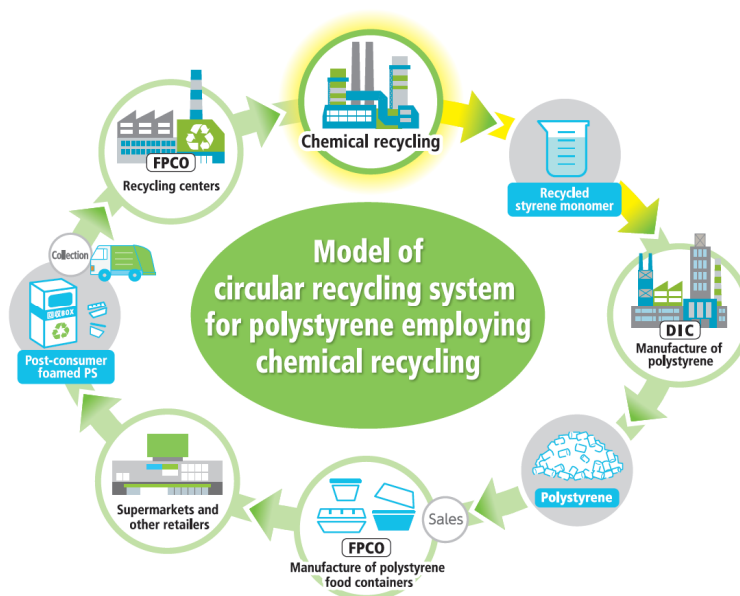 Model of
circular recycling system
for polystyrene employing
chemical recycling
Chemical recycling
Recycled
styrene monomer
DIC
Manufacture of
polystyrene
Polystyrene
Sales
FPCO
Manufacture of polystyrene
food containers
Supermarkets and
other retailers
Post-consumer
foamed PS
Collection
FPCO
Recycling centers